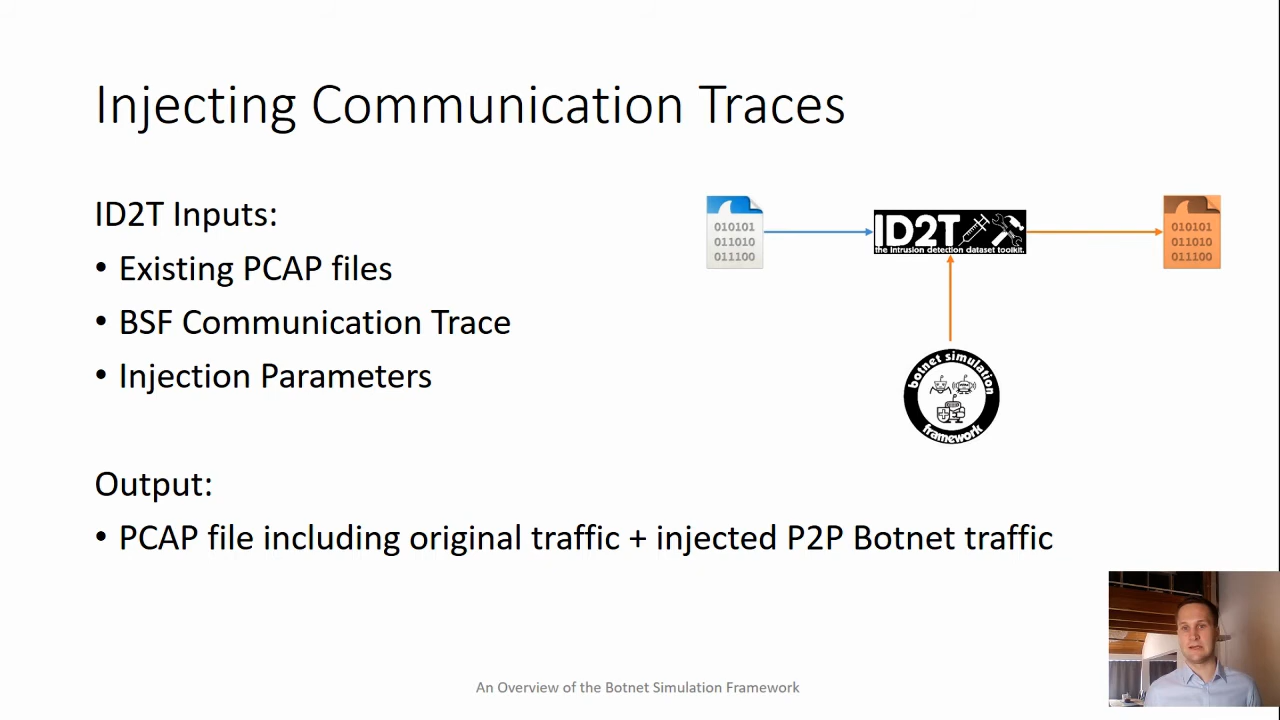 Injecting Communication Traces
ID2T Inputs:
• Existing PCAP files
• BSF Communication Trace
• Injection Parameters
010101
011010
011100
ID2T
the intrusion detection dataset toolkit.
010101
011010
011100
botnet simulation
framework
Output:
• PCAP file including original traffic + injected P2P Botnet traffic
An Overview of the Botnet Simulation Framework